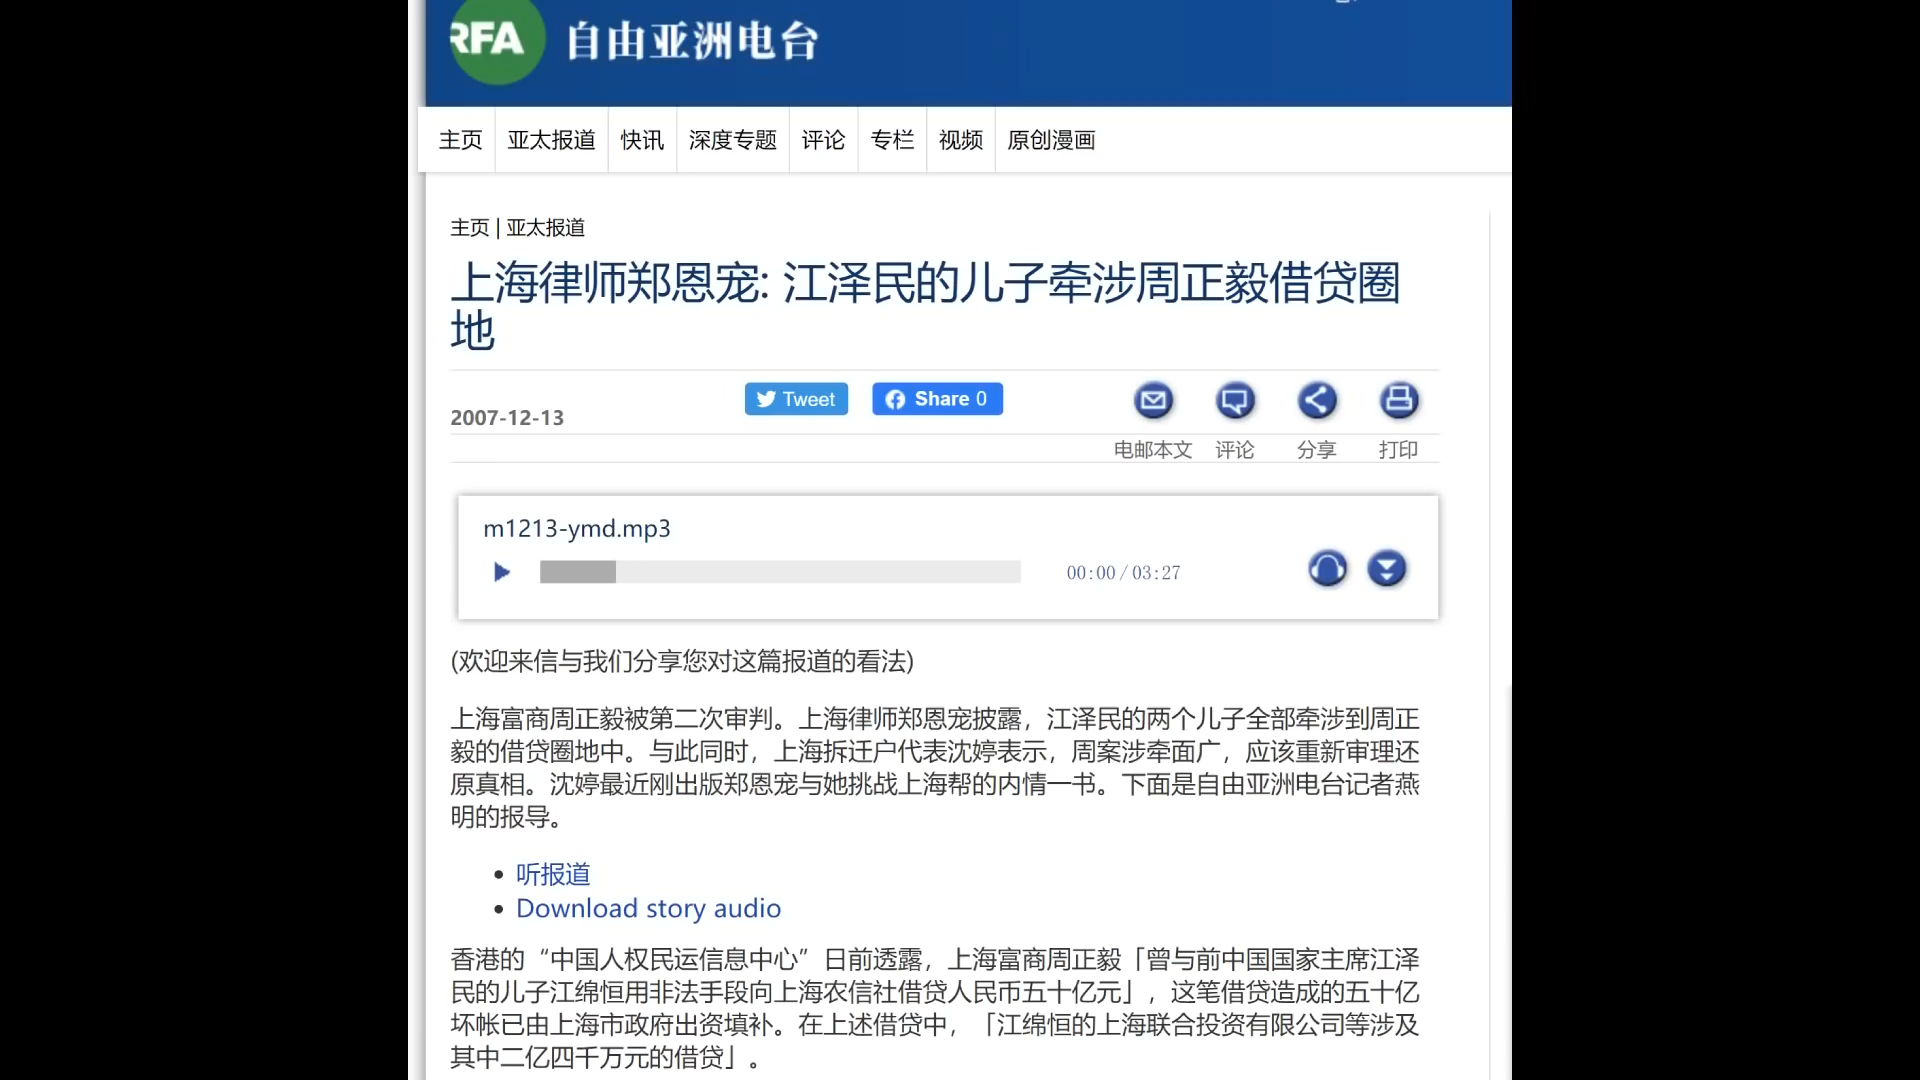 RFA 自由亚洲电台
主页 亚太报道 快讯 深度专题 评论 专栏 视频 原创漫画
主页 | 亚太报道
上海律师郑恩宠: 江泽民的儿子牵涉周正毅借贷圈
地
2007-12-13
Tweet
Share 0
电邮本文 评论 分享 打印
m1213-ymd.mp3
00:00 / 03:27
(欢迎来信与我们分享您对这篇报道的看法)
上海富商周正毅被第二次审判。上海律师郑恩宠披露，江泽民的两个儿子全部牵涉到周正
毅的借贷圈地中。与此同时，上海拆迁户代表沈婷表示，周案涉牵面广，应该重新审理还
原真相。沈婷最近刚出版郑恩宠与她挑战上海帮的内情一书。下面是自由亚洲电台记者燕
明的报导。
• 听报道
• Download story audio
香港的“中国人权民运信息中心”日前透露，上海富商周正毅「曾与前中国国家主席江泽
民的儿子江绵恒用非法手段向上海农信社借贷人民币五十亿元」，这笔借贷造成的五十亿
坏帐已由上海市政府出资填补。在上述借贷中，「江绵恒的上海联合投资有限公司等涉及
其中二亿四千万元的借贷」。